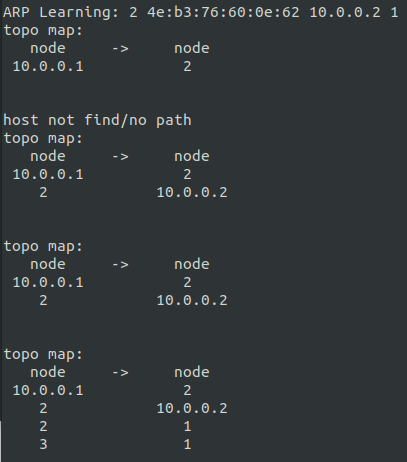 ARP Learning: 2 4e:b3:76:60:0e:62 10.0.0.2 1
topo map:
node -> node
10.0.0.1 2
host not find/no path
topo map:
node -> node
10.0.0.1 2
2 10.0.0.2
topo map:
node -> node
10.0.0.1 2
2 10.0.0.2
topo map:
node -> node
10.0.0.1 2
2 10.0.0.2
2 1
3 1